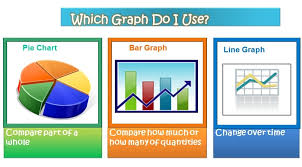 Which Graph Do I Use?
Pie Chart
Bar Graph
Line Graph
Compare part of a
whole
Compare how much or
how many of quantities
Change over time